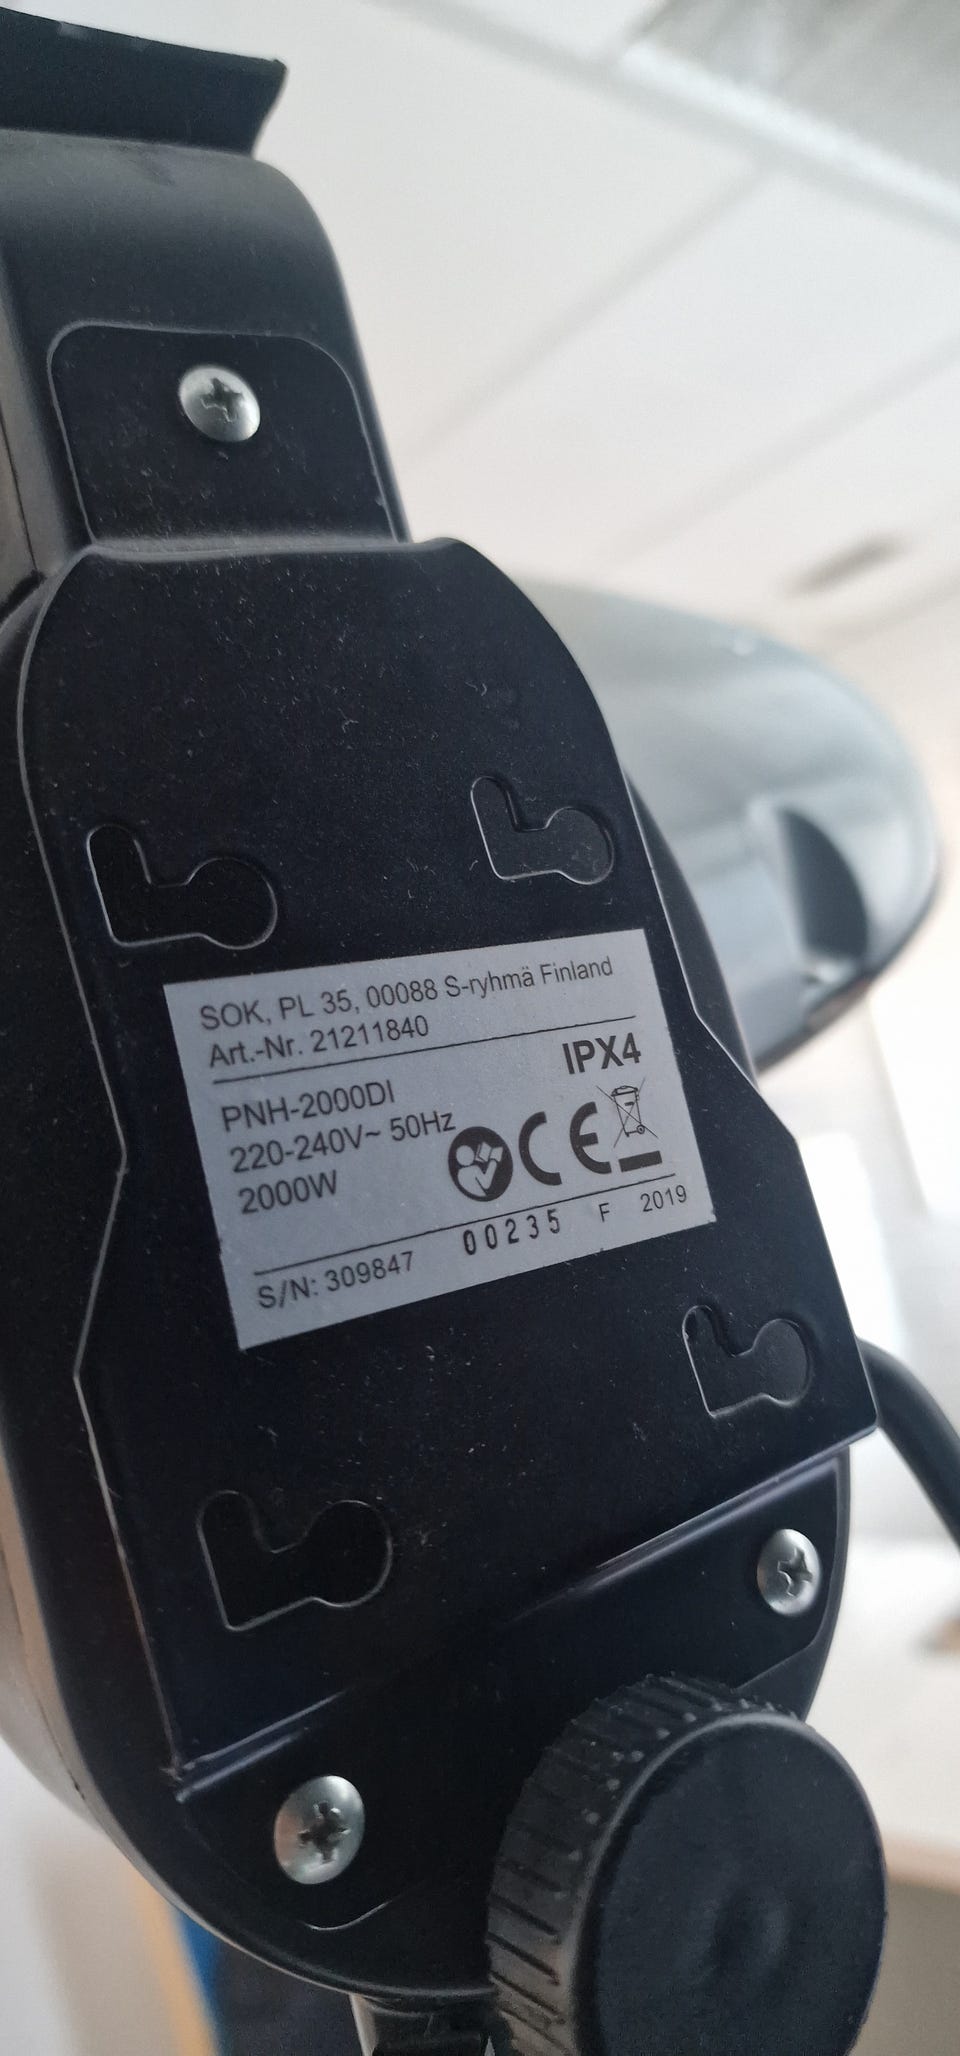 SOK, PL 35, 00088 S-ryhmä Finland
Art.-Nr. 21211840
IPX4
PNH-2000DI
220-240V~ 50Hz
2000W
CE
S/N: 309847 00235 F 2019